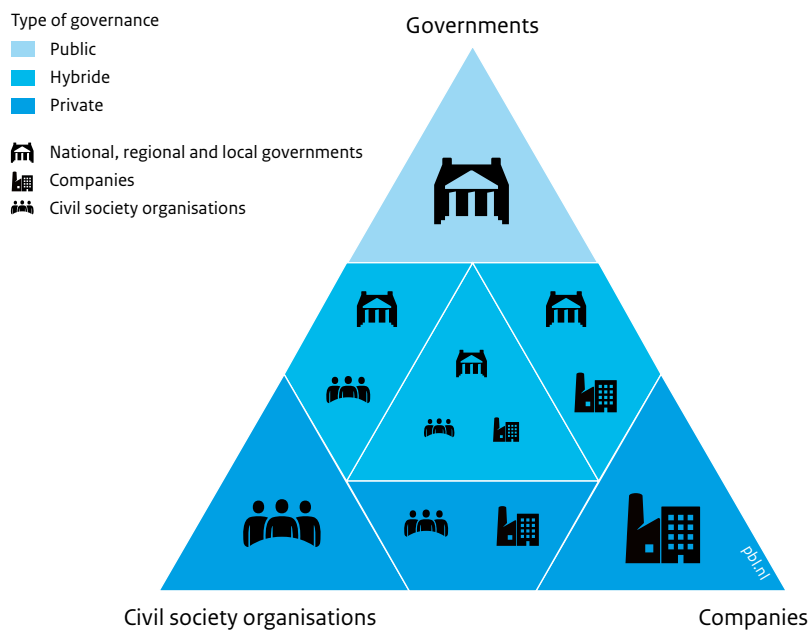 Type of governance
Public
Hybride
Private
National, regional and local governments
Companies
Civil society organisations
Governments
Civil society organisations
Companies
pbl.nl